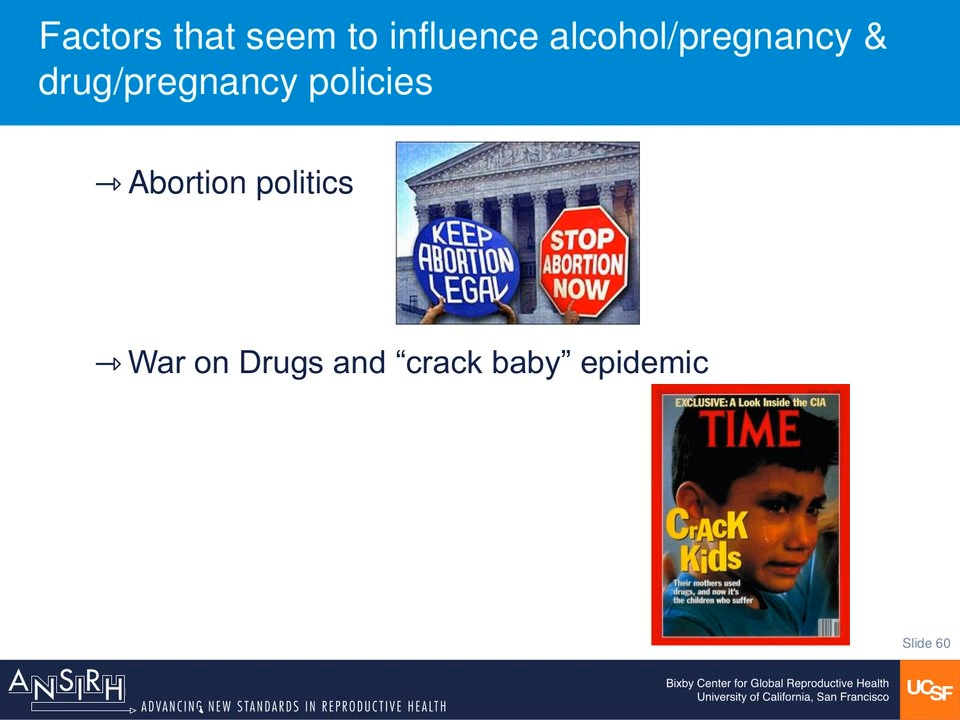 Factors that seem to influence alcohol/pregnancy &
drug/pregnancy policies
⇾ Abortion politics
KEEP
ABORTION
LEGAL
STOP
ABORTION
NOW
⇾ War on Drugs and “crack baby” epidemic
EXCLUSIVE: A Look Inside the CIA
TIME
CrAcK
Kids
Their mothers used
drugs, and now it's
the children who suffer
Slide 60
ANSIRH
ADVANCING NEW STANDARDS IN REPRODUCTIVE HEALTH
Bixby Center for Global Reproductive Health
University of California, San Francisco
UCSF